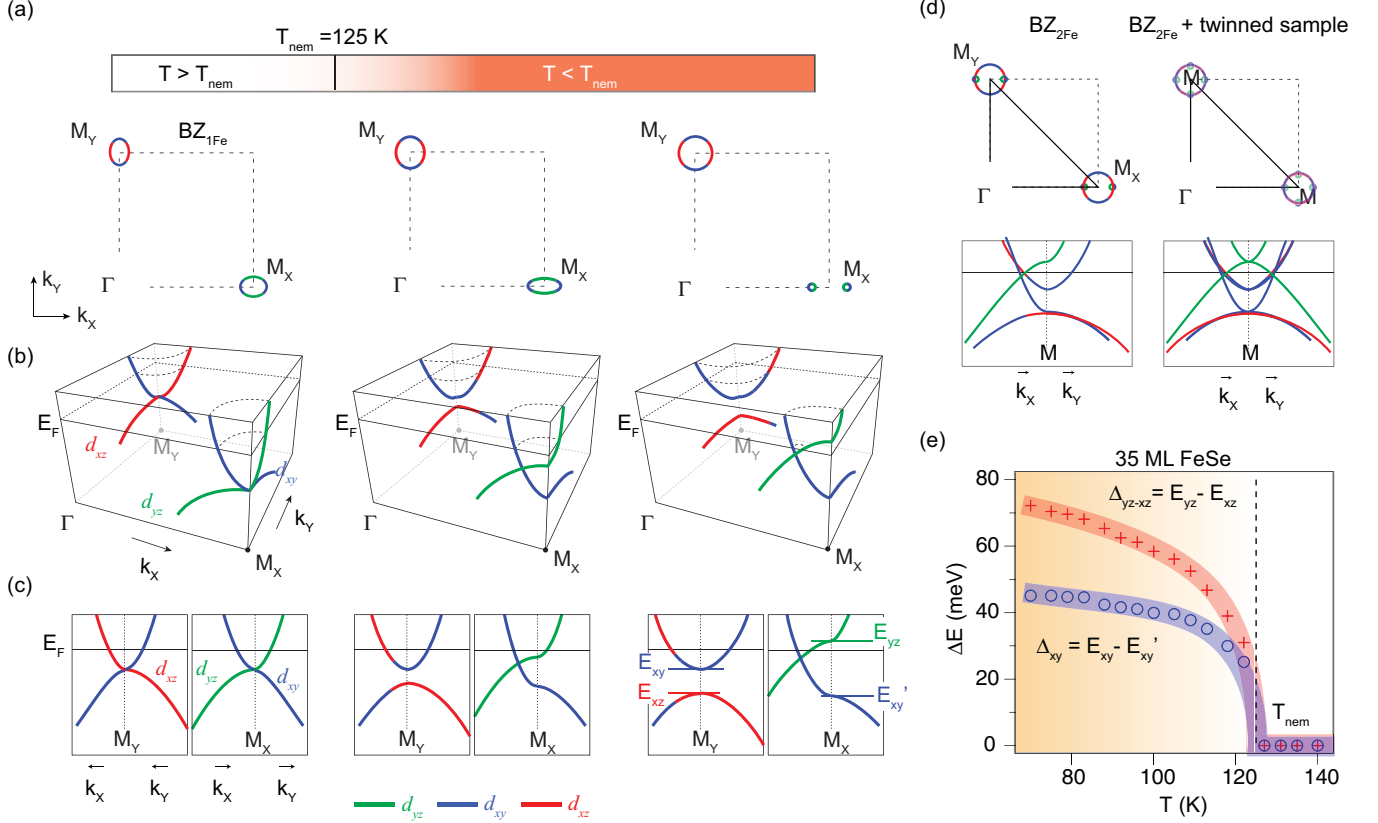 (a)
T_nem =125 K
T > T_nem
T < T_nem
M_Y
BZ_1Fe
Γ
M_X
k_Y
k_X
M_Y
Γ
M_X
M_Y
Γ
M_X
(b)
E_F
d_xz
M_Y
d_xy
d_yz
Γ
k_X
k_Y
M_X
E_F
M_Y
Γ
M_X
E_F
M_Y
Γ
M_X
(c)
E_F
d_xz
M_Y
k_X
k_Y
d_yz
d_xy
M_X
k_X
k_Y
M_Y
M_X
E_xy
E_xz
M_Y
E_yz
E_xy'
M_X
d_yz
d_xy
d_xz
(d)
BZ_2Fe
BZ_2Fe + twinned sample
M_Y
Γ
M_X
M
Γ
M
M
k_X
k_Y
M
k_X
k_Y
(e)
35 ML FeSe
Δ_yz-xz = E_yz - E_xz
Δ_xy = E_xy - E_xy'
T_nem
ΔE (meV)
80
60
40
20
0
80
100
120
140
T (K)